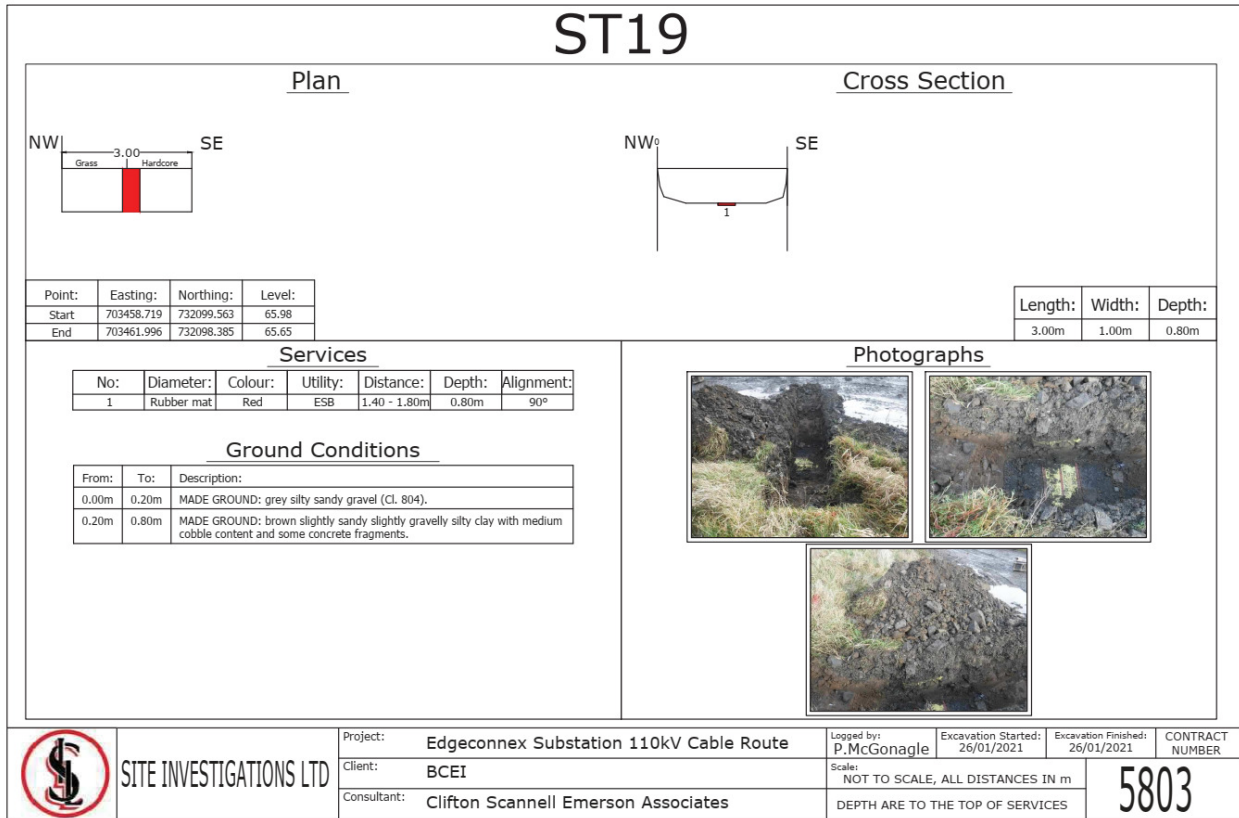 ST19
Plan
NW
SE
3.00
Grass
Hardcore
Point: Easting: Northing: Level:
Start 703458.719 732099.563 65.98
End 703461.996 732098.385 65.65
Cross Section
NW 0
SE
1
Length: Width: Depth:
3.00m 1.00m 0.80m
Services
No: Diameter: Colour: Utility: Distance: Depth: Alignment:
1 Rubber mat Red ESB 1.40 - 1.80m 0.80m 90°
Ground Conditions
From: To: Description:
0.00m 0.20m MADE GROUND: grey silty sandy gravel (Cl. 804).
0.20m 0.80m MADE GROUND: brown slightly sandy slightly gravelly silty clay with medium
cobble content and some concrete fragments.
Photographs
SITE INVESTIGATIONS LTD
Project: Edgeconnex Substation 110kV Cable Route
Client: BCEI
Consultant: Clifton Scannell Emerson Associates
Logged by:
P.McGonagle
Excavation Started:
26/01/2021
Excavation Finished:
26/01/2021
CONTRACT
NUMBER
Scale:
NOT TO SCALE, ALL DISTANCES IN m
DEPTH ARE TO THE TOP OF SERVICES
5803